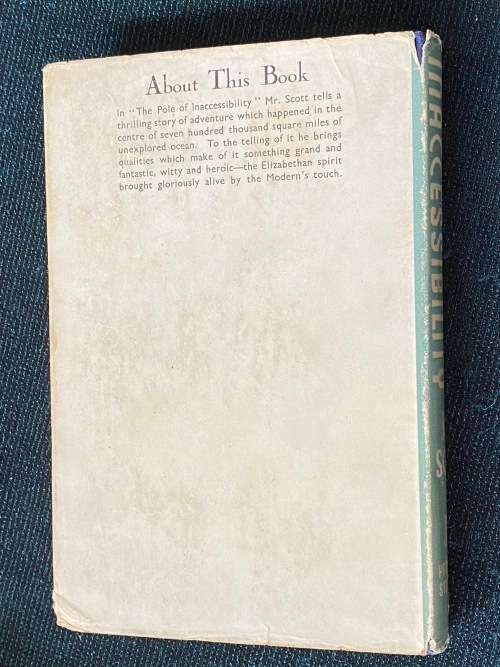 About This Book
In "The Pole of Inaccessibility" Mr. Scott tells a
thrilling story of adventure which happened in the
centre of seven hundred thousand square miles of
unexplored ocean. To the telling of it he brings
qualities which make of it something grand and
fantastic, witty and heroic—the Elizabethan spirit
brought gloriously alive by the Modern's touch.
INACCESSIBILITY
S